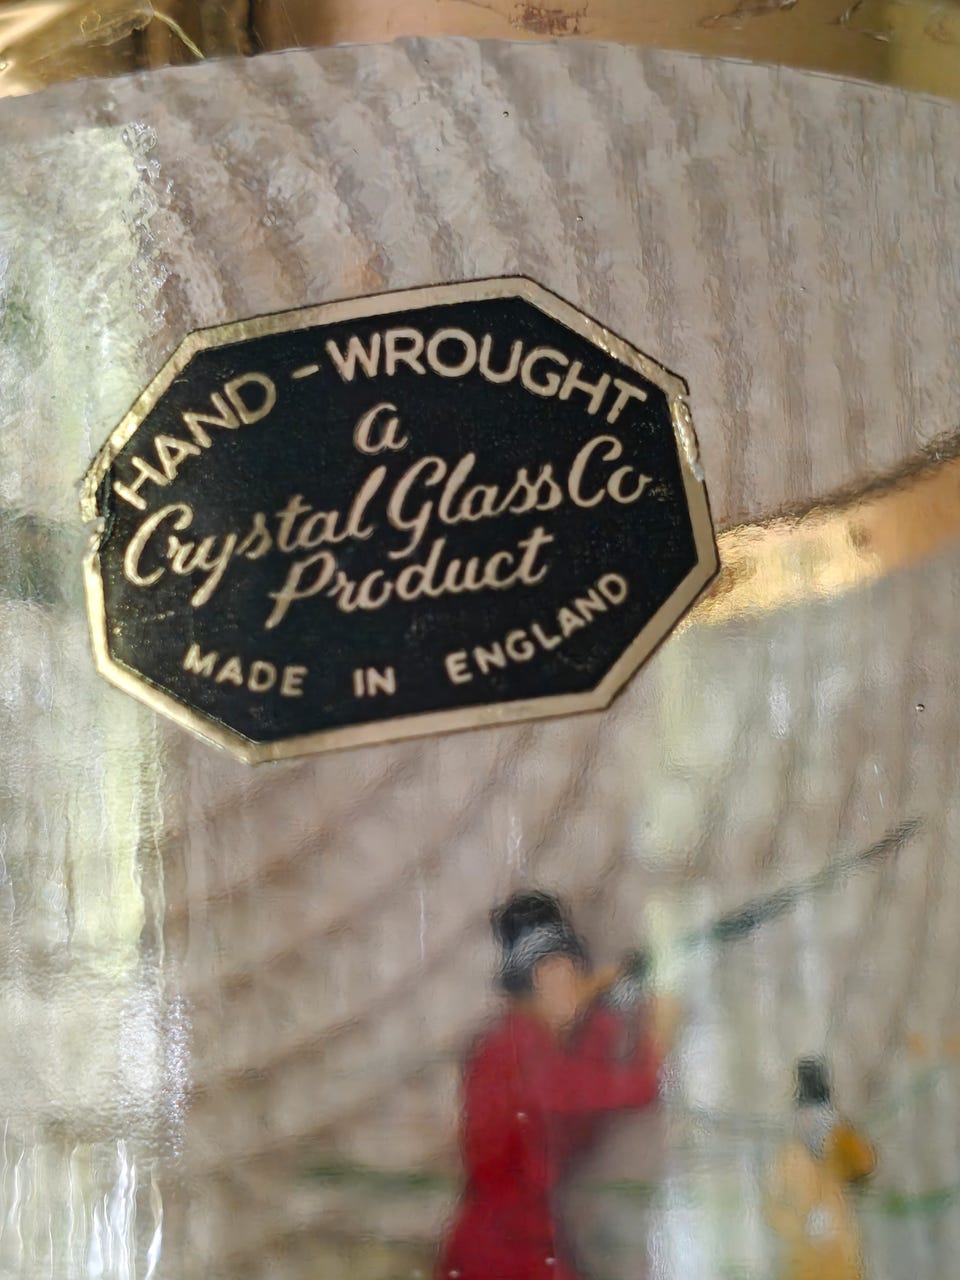 HAND-WROUGHT
a
Crystal Glass Co
Product
MADE IN ENGLAND